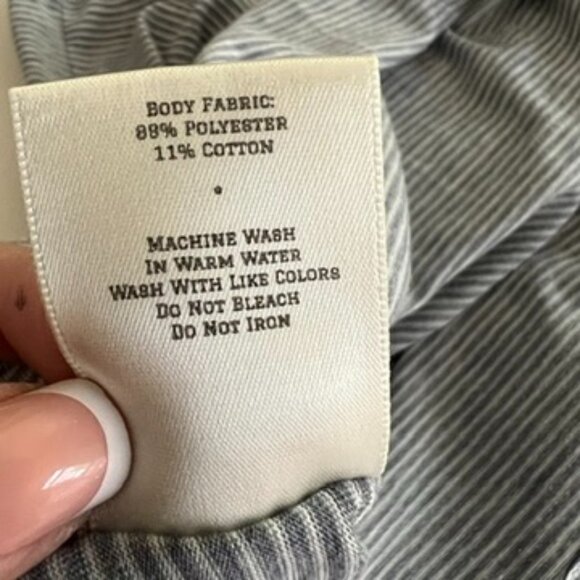 BODY FABRIC:
89% POLYESTER
11% COTTON
MACHINE WASH
IN WARM WATER
WASH WITH LIKE COLORS
DO NOT BLEACH
DO NOT IRON